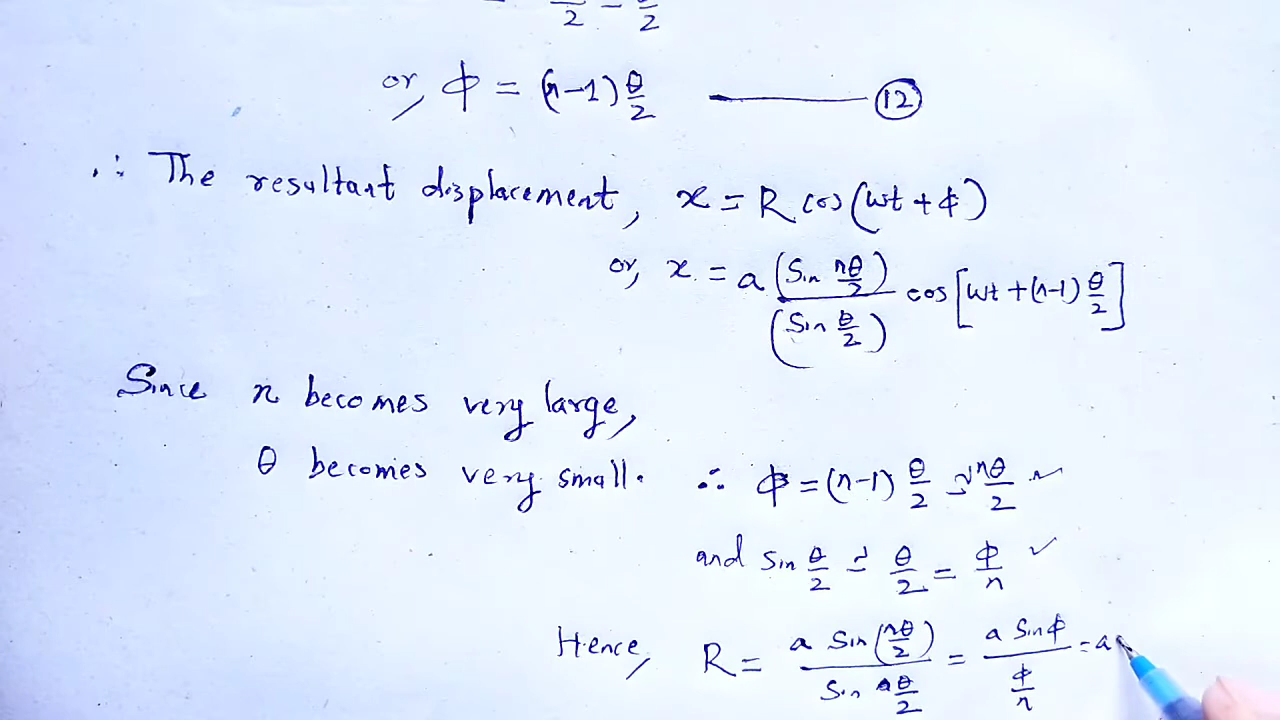 = /2 - /2
or, ϕ = (n-1) θ/2 ——— ⑫
∴ The resultant displacement, x = R cos(ωt + ϕ)
or, x = a (Sin nθ/2) / (Sin θ/2) cos[ωt + (n-1) θ/2]
Since n becomes very large,
θ becomes very small. ∴ ϕ = (n-1) θ/2 ≃ nθ/2 ✓
and sin θ/2 ≃ θ/2 = ϕ/n ✓
Hence, R = a Sin(nθ/2) / Sin θ/2 = a Sinϕ / ϕ/n = a